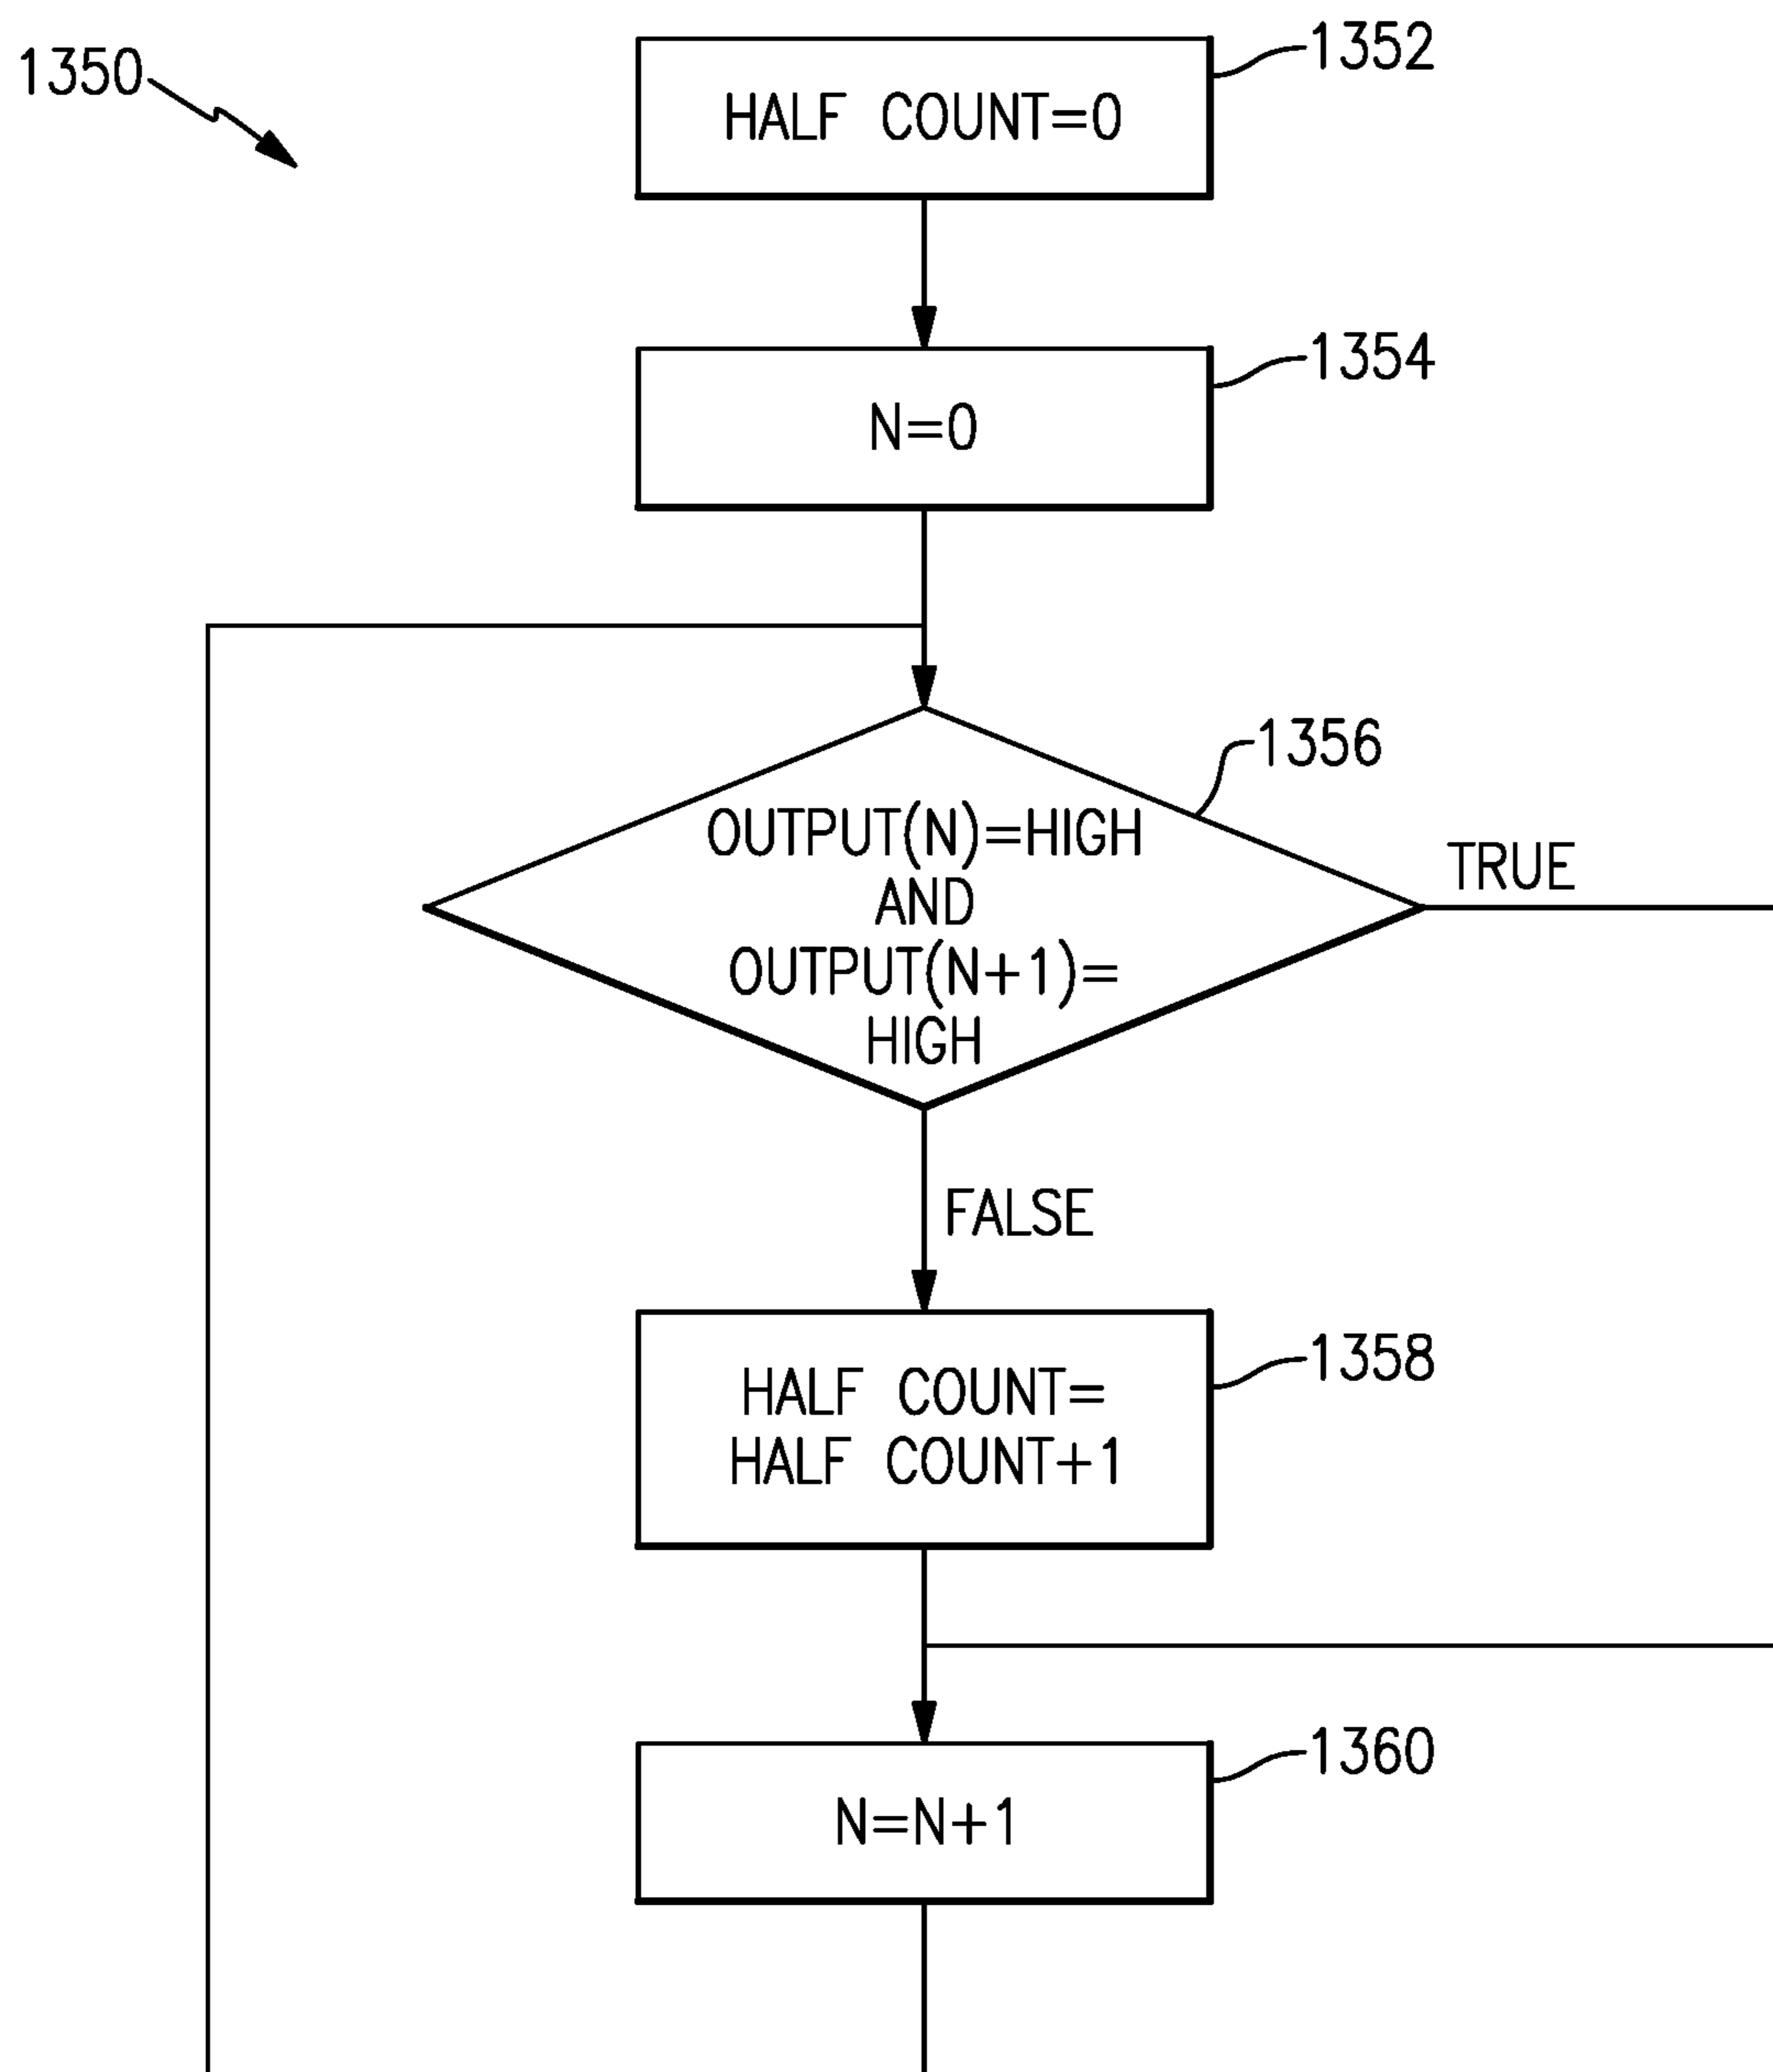 1350
1352
HALF COUNT=0
1354
N=0
1356
OUTPUT(N)=HIGH
AND
OUTPUT(N+1)=
HIGH
TRUE
FALSE
1358
HALF COUNT=
HALF COUNT+1
1360
N=N+1